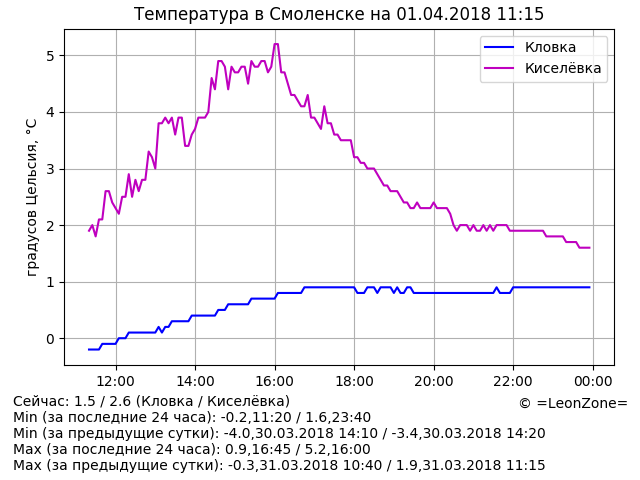 Температура в Смоленске на 01.04.2018 11:15
градусов Цельсия, °C
5
4
3
2
1
0
Кловка
Киселёвка
12:00 14:00 16:00 18:00 20:00 22:00 00:00
Сейчас: 1.5 / 2.6 (Кловка / Киселёвка)
© =LeonZone=
Min (за последние 24 часа): -0.2,11:20 / 1.6,23:40
Min (за предыдущие сутки): -4.0,30.03.2018 14:10 / -3.4,30.03.2018 14:20
Max (за последние 24 часа): 0.9,16:45 / 5.2,16:00
Max (за предыдущие сутки): -0.3,31.03.2018 10:40 / 1.9,31.03.2018 11:15